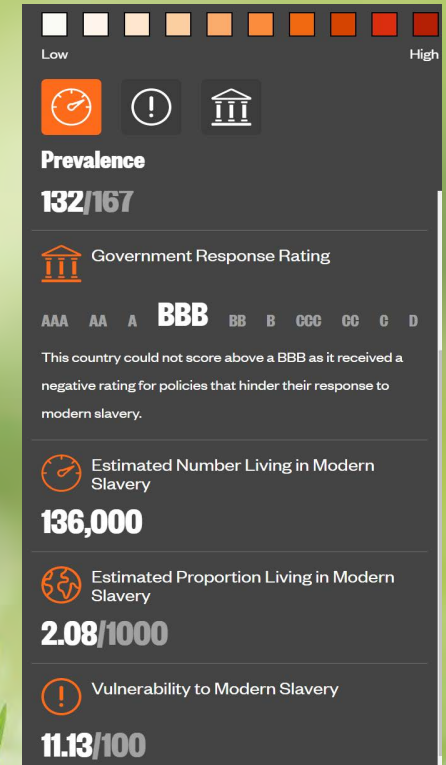 Low High
Prevalence
132/167
Government Response Rating
AAA AA A BBB BB B CCC CC C D
This country could not score above a BBB as it received a
negative rating for policies that hinder their response to
modern slavery.
Estimated Number Living in Modern
Slavery
136,000
Estimated Proportion Living in Modern
Slavery
2.08/1000
Vulnerability to Modern Slavery
11.13/100